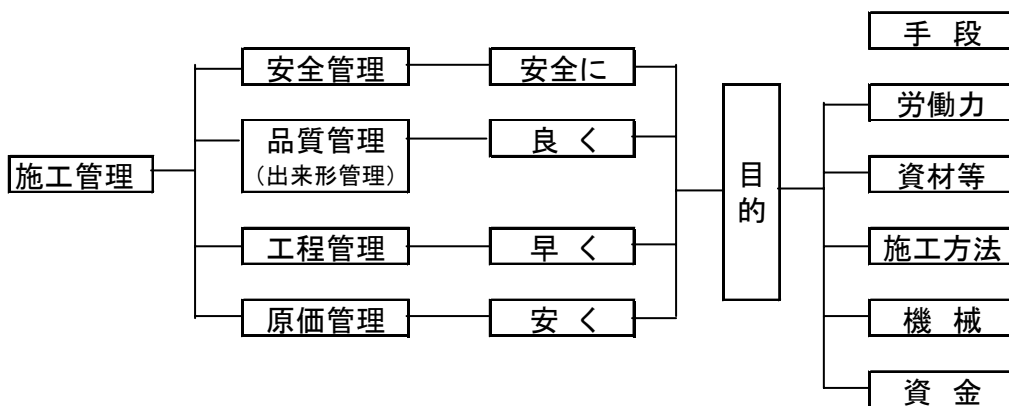 手 段
安全管理
安全に
労働力
品質管理
(出来形管理)
良 く
施工管理
目的
資材等
工程管理
早 く
施工方法
原価管理
安 く
機 械
資 金